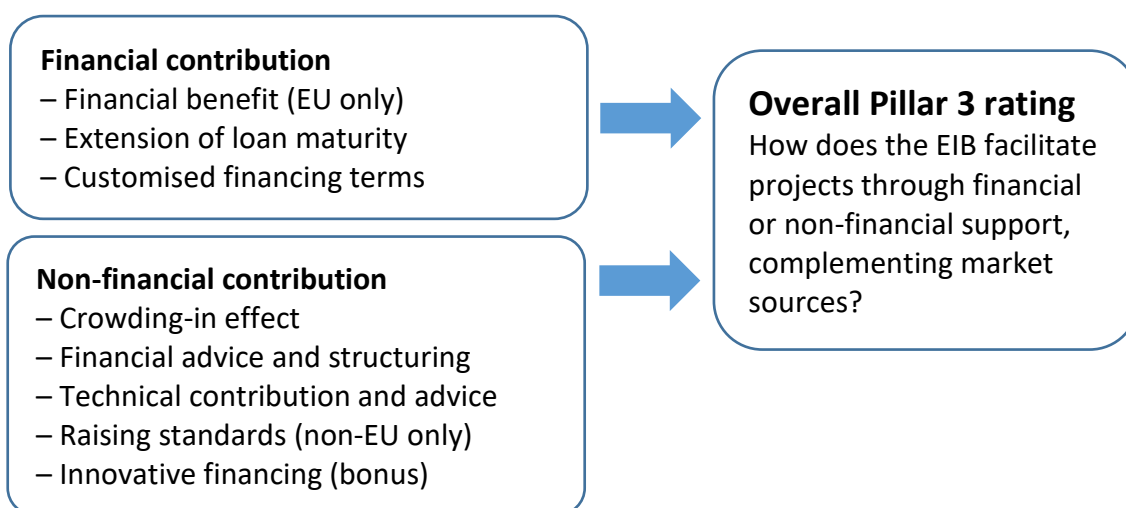 Financial contribution
– Financial benefit (EU only)
– Extension of loan maturity
– Customised financing terms
Non-financial contribution
– Crowding-in effect
– Financial advice and structuring
– Technical contribution and advice
– Raising standards (non-EU only)
– Innovative financing (bonus)
Overall Pillar 3 rating
How does the EIB facilitate
projects through financial
or non-financial support,
complementing market
sources?